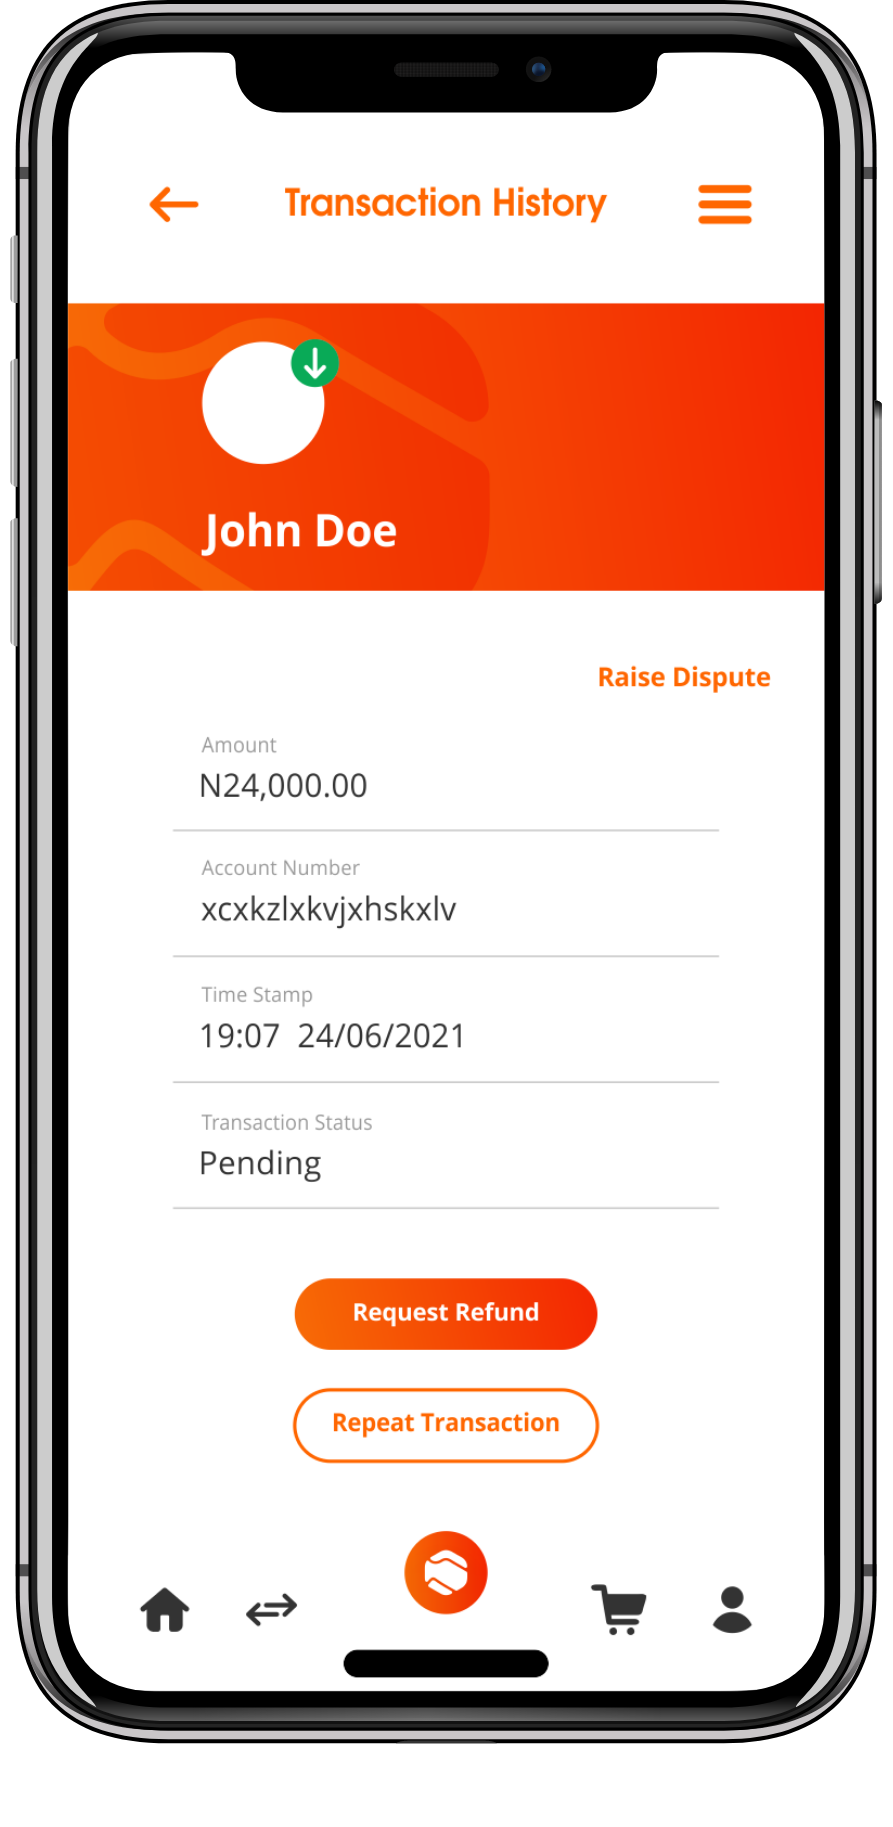 Transaction History
John Doe
Raise Dispute
Amount
N24,000.00
Account Number
xcxkzlxkvjxhskxlv
Time Stamp
19:07 24/06/2021
Transaction Status
Pending
Request Refund
Repeat Transaction